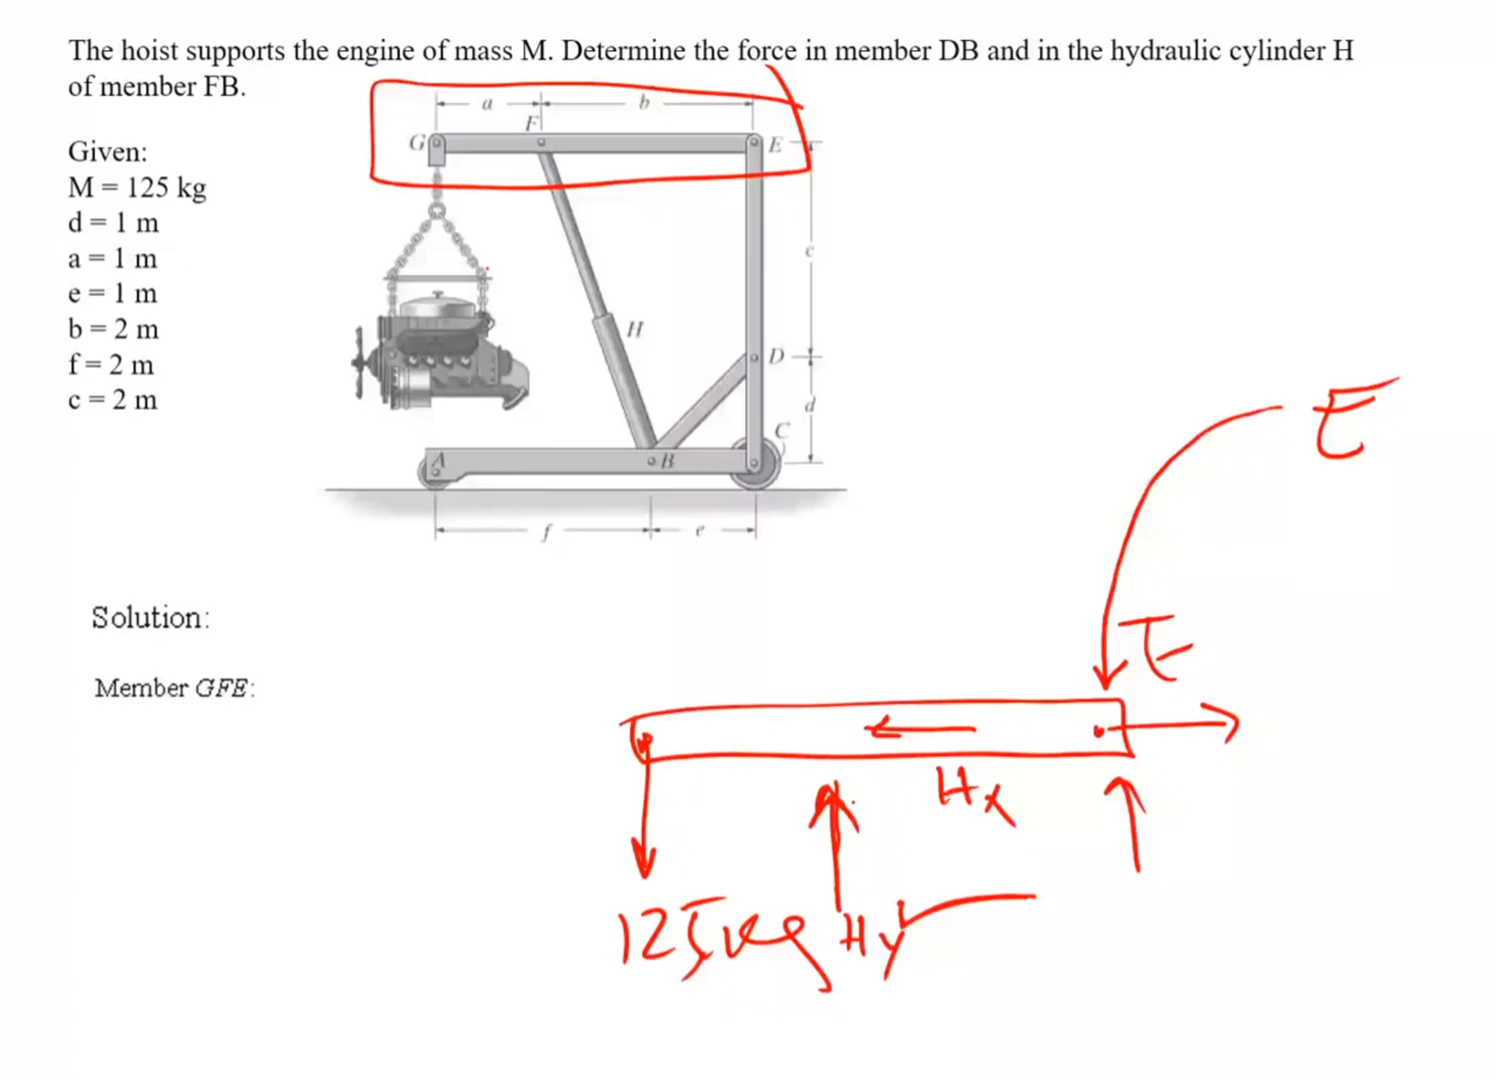 The hoist supports the engine of mass M. Determine the force in member DB and in the hydraulic cylinder H
of member FB.
Given:
M = 125 kg
d = 1 m
a = 1 m
e = 1 m
b = 2 m
f = 2 m
c = 2 m
a
b
F
G
E
c
H
D
d
C
A
B
f
e
E
Solution:
E
Member GFE:
Hx
125kg
Hy